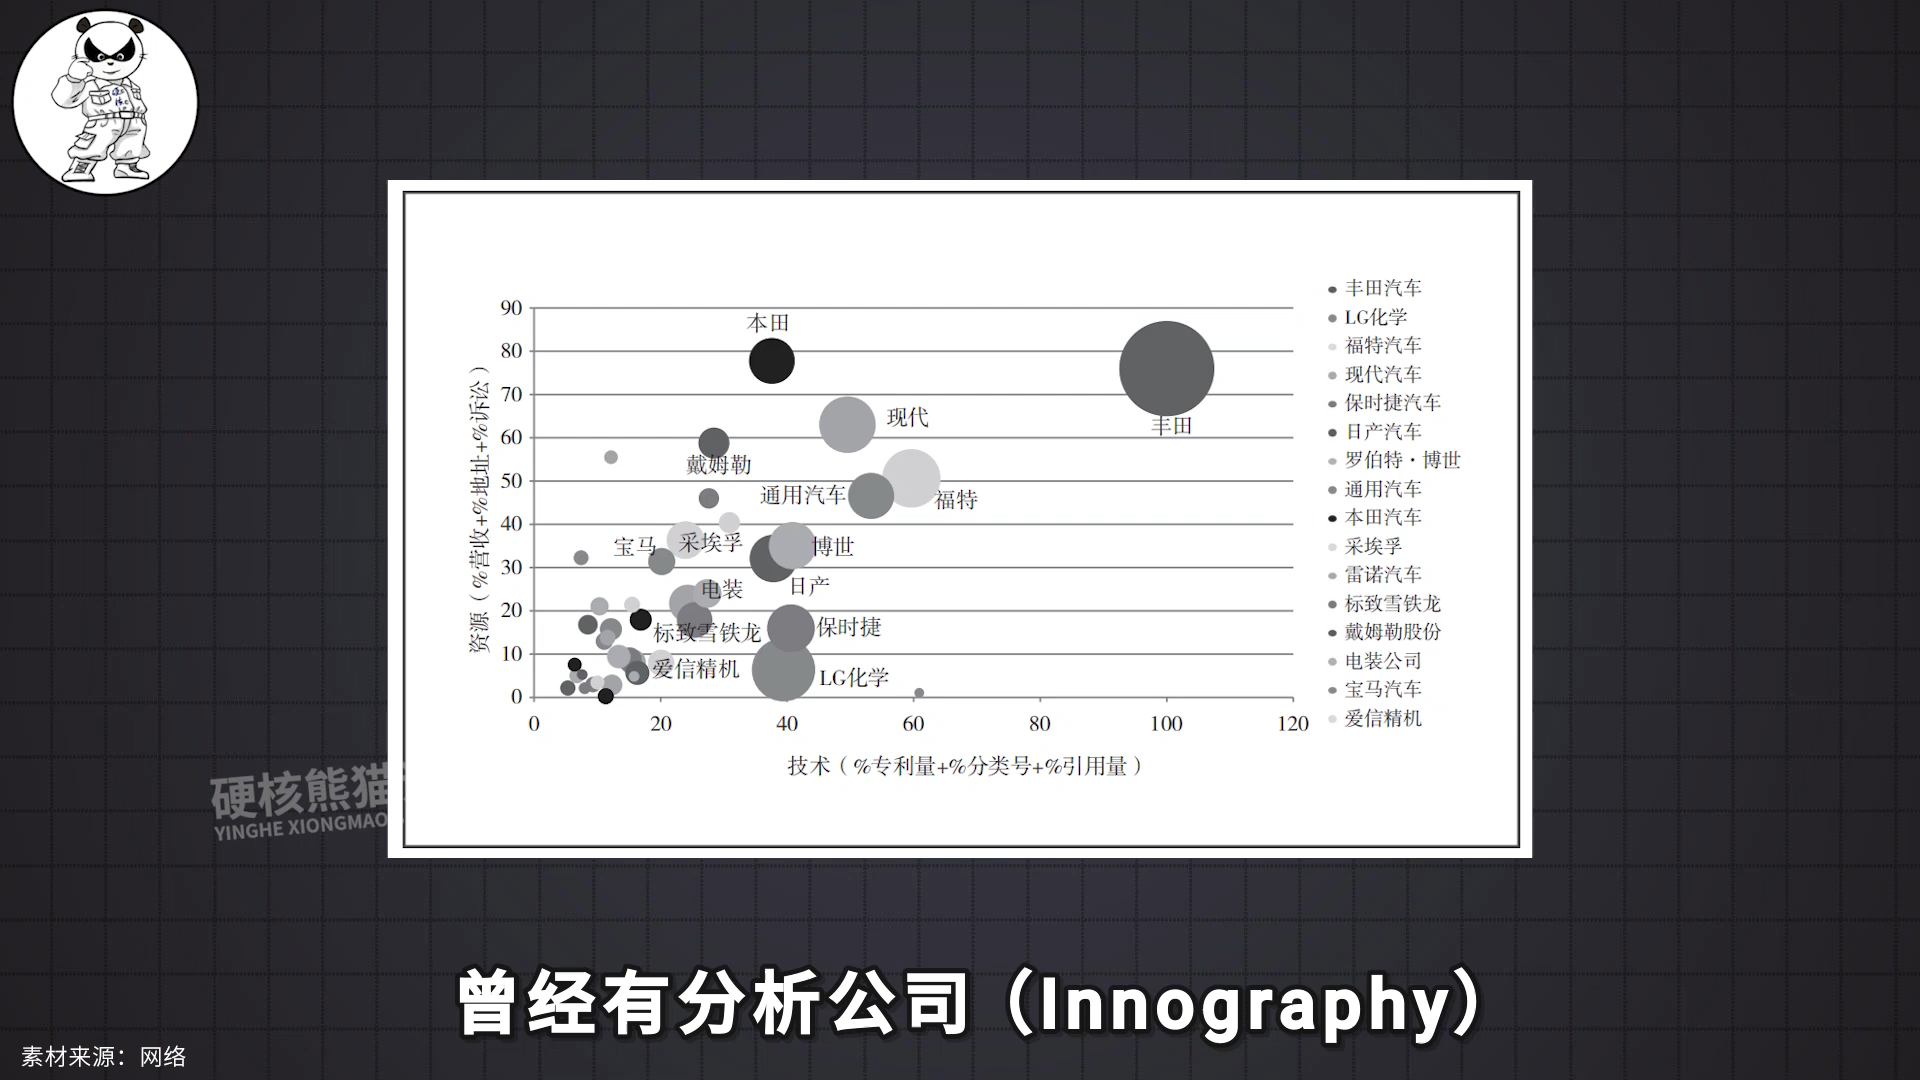 90
80
70
60
50
40
30
20
10
0
0
20
40
60
80
100
120
资源（%营收+%地址+%诉讼）
技术（%专利量+%分类号+%引用量）
本田
丰田
现代
戴姆勒
通用汽车
福特
宝马
采埃孚
博世
日产
电装
标致雪铁龙
保时捷
爱信精机
LG化学
丰田汽车
LG化学
福特汽车
现代汽车
保时捷汽车
日产汽车
罗伯特·博世
通用汽车
本田汽车
采埃孚
雷诺汽车
标致雪铁龙
戴姆勒股份
电装公司
宝马汽车
爱信精机
硬核熊猫
YINGHE XIONGMAO
曾经有分析公司（Innography）
素材来源：网络